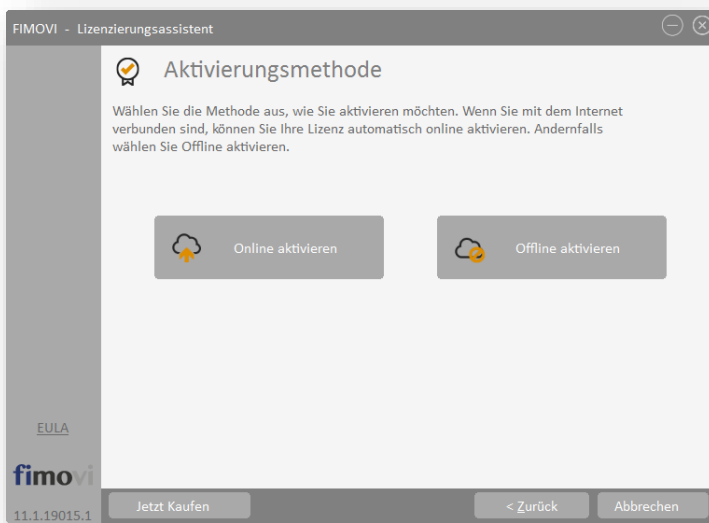 FIMOVI - Lizenzierungsassistent
Aktivierungsmethode
Wählen Sie die Methode aus, wie Sie aktivieren möchten. Wenn Sie mit dem Internet
verbunden sind, können Sie Ihre Lizenz automatisch online aktivieren. Andernfalls
wählen Sie Offline aktivieren.
Online aktivieren
Offline aktivieren
EULA
fimovi
11.1.19015.1
Jetzt Kaufen
< Zurück
Abbrechen